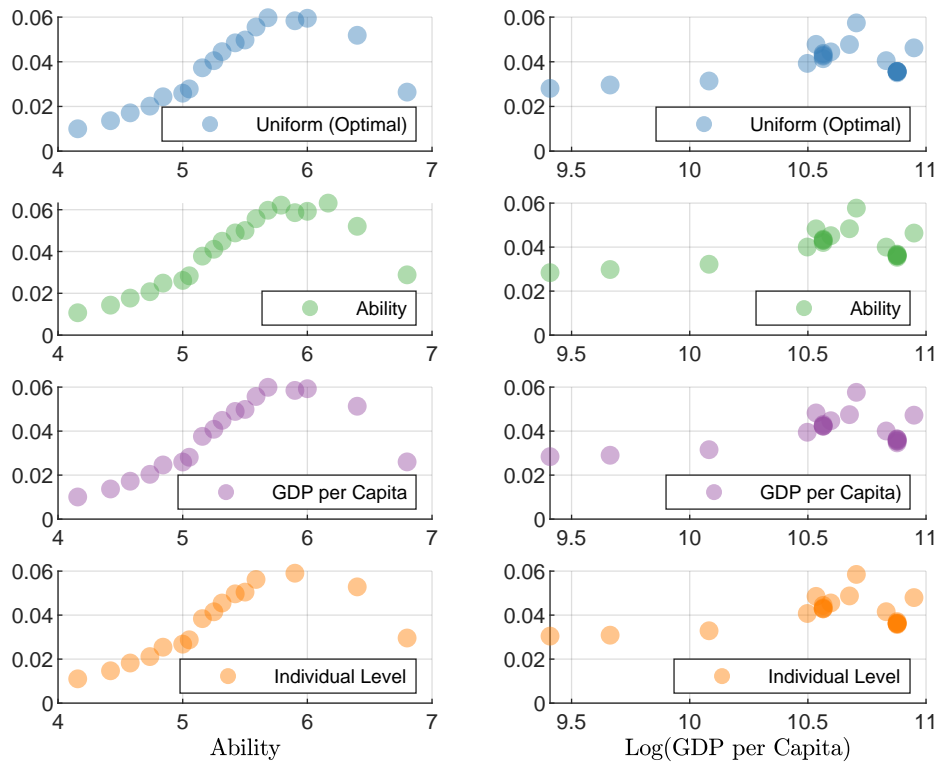 0.06
0.04
0.02
0
4 5 6 7
Uniform (Optimal)
0.06
0.04
0.02
0
9.5 10 10.5 11
Uniform (Optimal)
0.06
0.04
0.02
0
4 5 6 7
Ability
0.06
0.04
0.02
0
9.5 10 10.5 11
Ability
0.06
0.04
0.02
0
4 5 6 7
GDP per Capita
0.06
0.04
0.02
0
9.5 10 10.5 11
GDP per Capita)
0.06
0.04
0.02
0
4 5 6 7
Individual Level
Ability
0.06
0.04
0.02
0
9.5 10 10.5 11
Individual Level
Log(GDP per Capita)